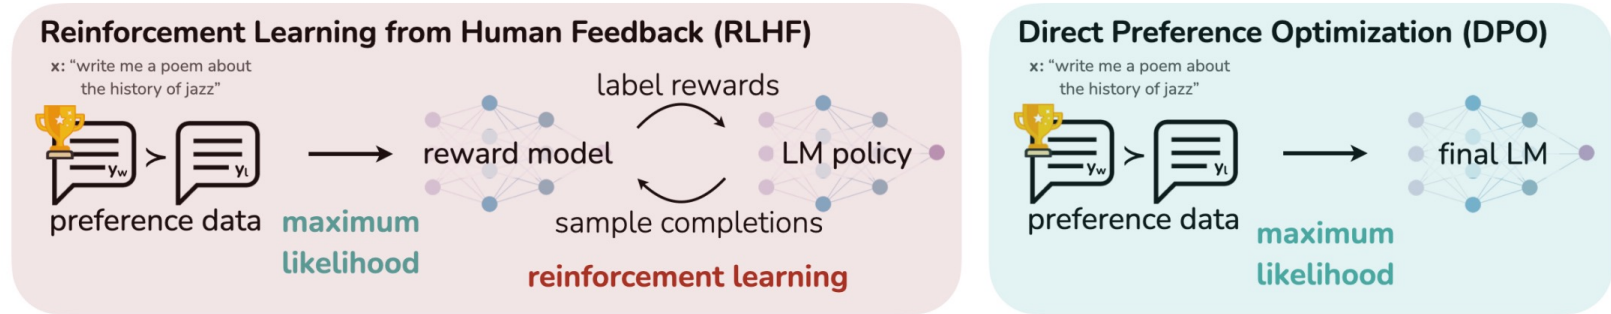 Reinforcement Learning from Human Feedback (RLHF)
x: “write me a poem about
the history of jazz”
label rewards
yw
>
yl
reward model
LM policy
preference data
maximum
likelihood
sample completions
reinforcement learning
Direct Preference Optimization (DPO)
x: “write me a poem about
the history of jazz”
yw
>
yl
final LM
preference data
maximum
likelihood